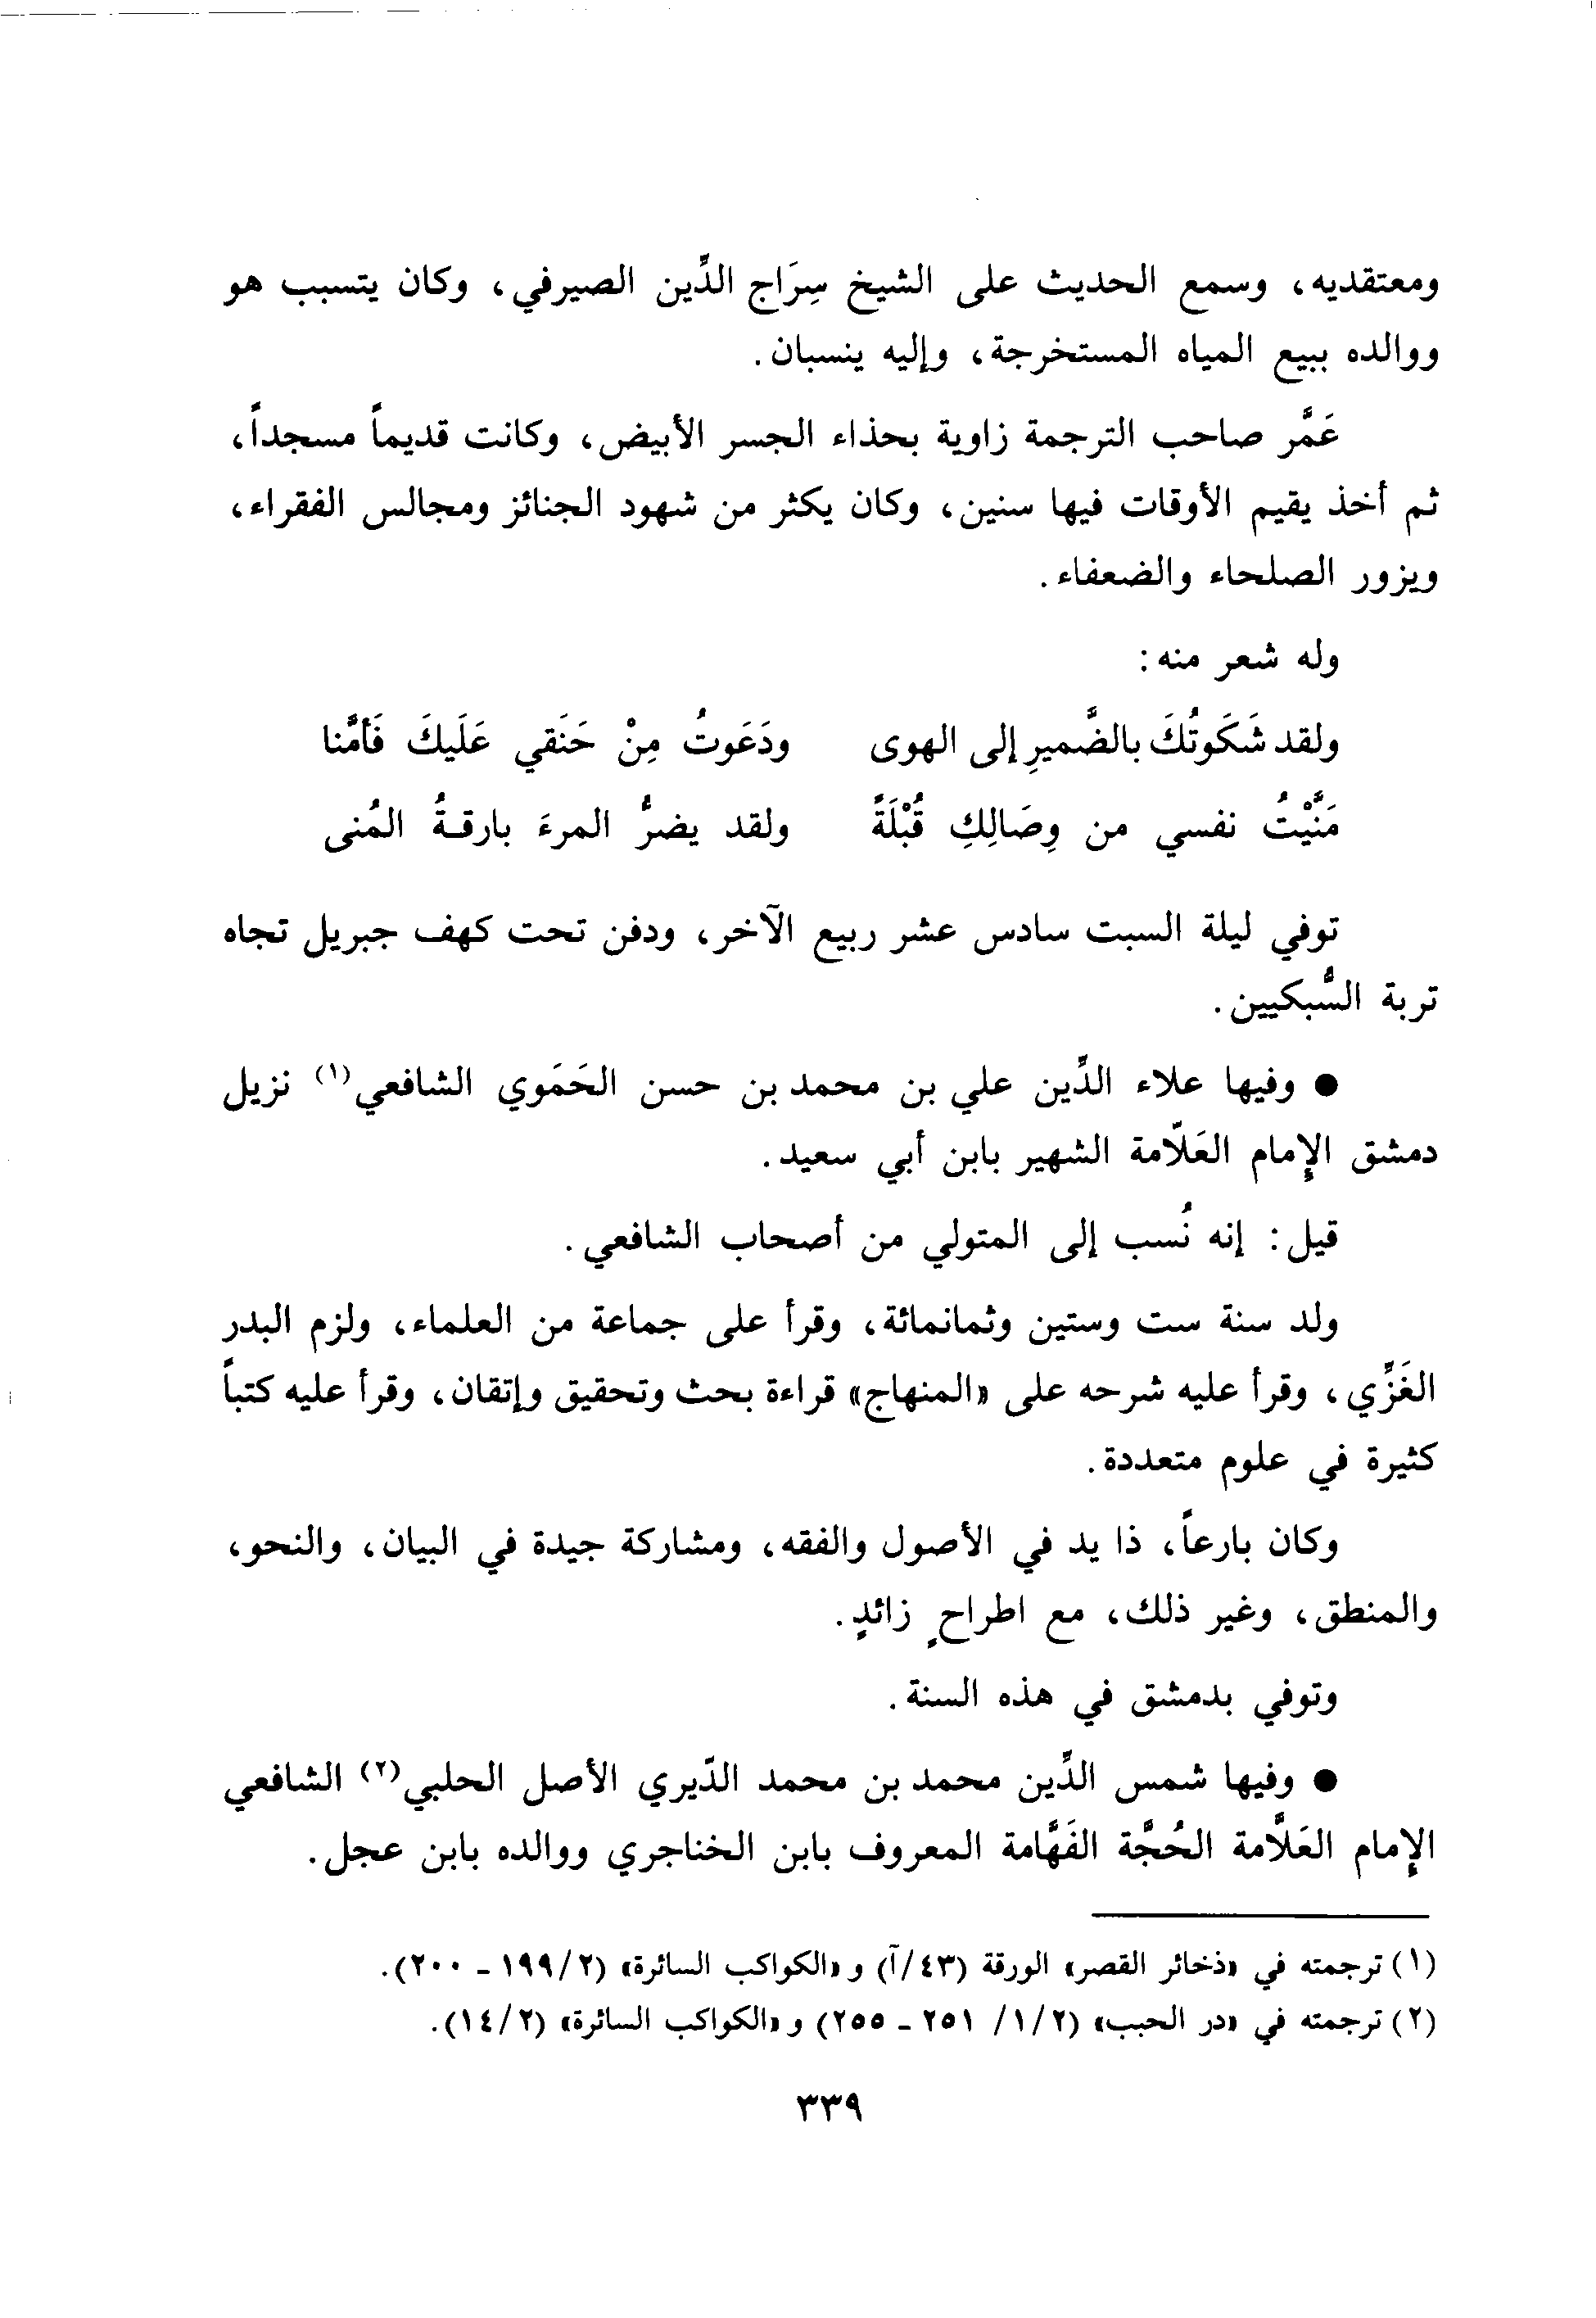 ومعتقديه، وسمع الحديث على الشيخ سِرَاج الدِّين الصيرفي، وكان يتسبب هو
ووالده ببيع المياه المستخرجة، وإليه ينسبان.
عَمَّر صاحب الترجمة زاوية بحذاء الجسر الأبيض، وكانت قديماً مسجداً،
ثم أخذ يقيم الأوقات فيها سنين، وكان يكثر من شهود الجنائز ومجالس الفقراء،
ويزور الصلحاء والضعفاء.
وله شعر منه:
ولقد شَكَوتُكَ بالضَّميرِ إلى الهوى ودَعَوتُ مِنْ حَنَقي عَلَيكَ فَأمَّنا
مَنَّيْتُ نفسي من وِصَالِكِ قُبْلَةً ولقد يضرُّ المرءَ بارقـةُ المُنى
توفي ليلة السبت سادس عشر ربيع الآخر، ودفن تحت كهف جبريل تجاه
تربة السُّبكيين.
● وفيها علاء الدِّين علي بن محمد بن حسن الحَمَوي الشافعي(١) نزيل
دمشق الإِمام العَلّامة الشهير بابن أبي سعيد.
قيل: إنه نُسب إلى المتولي من أصحاب الشافعي.
ولد سنة ست وستين وثمانمائة، وقرأ على جماعة من العلماء، ولزم البدر
الغَزِّي، وقرأ عليه شرحه على «المنهاج» قراءة بحث وتحقيق وإتقان، وقرأ عليه كتباً
كثيرة في علوم متعددة.
وكان بارعاً، ذا يد في الأصول والفقه، ومشاركة جيدة في البيان، والنحو،
والمنطق، وغير ذلك، مع اطراحٍ زائدٍ.
وتوفي بدمشق في هذه السنة.
● وفيها شمس الدِّين محمد بن محمد الدّيري الأصل الحلبي(٢) الشافعي
الإِمام العَلَّامة الحُجَّة الفَهَّامة المعروف بابن الخناجري ووالده بابن عجل.
(١) ترجمته في «ذخائر القصر» الورقة (٤٣/آ) و«الكواكب السائرة» (١٩٩/٢ - ٢٠٠).
(٢) ترجمته في «در الحبب» (١/٢/ ٢٥١ - ٢٥٥) و«الكواكب السائرة» (١٤/٢).
٣٣٩